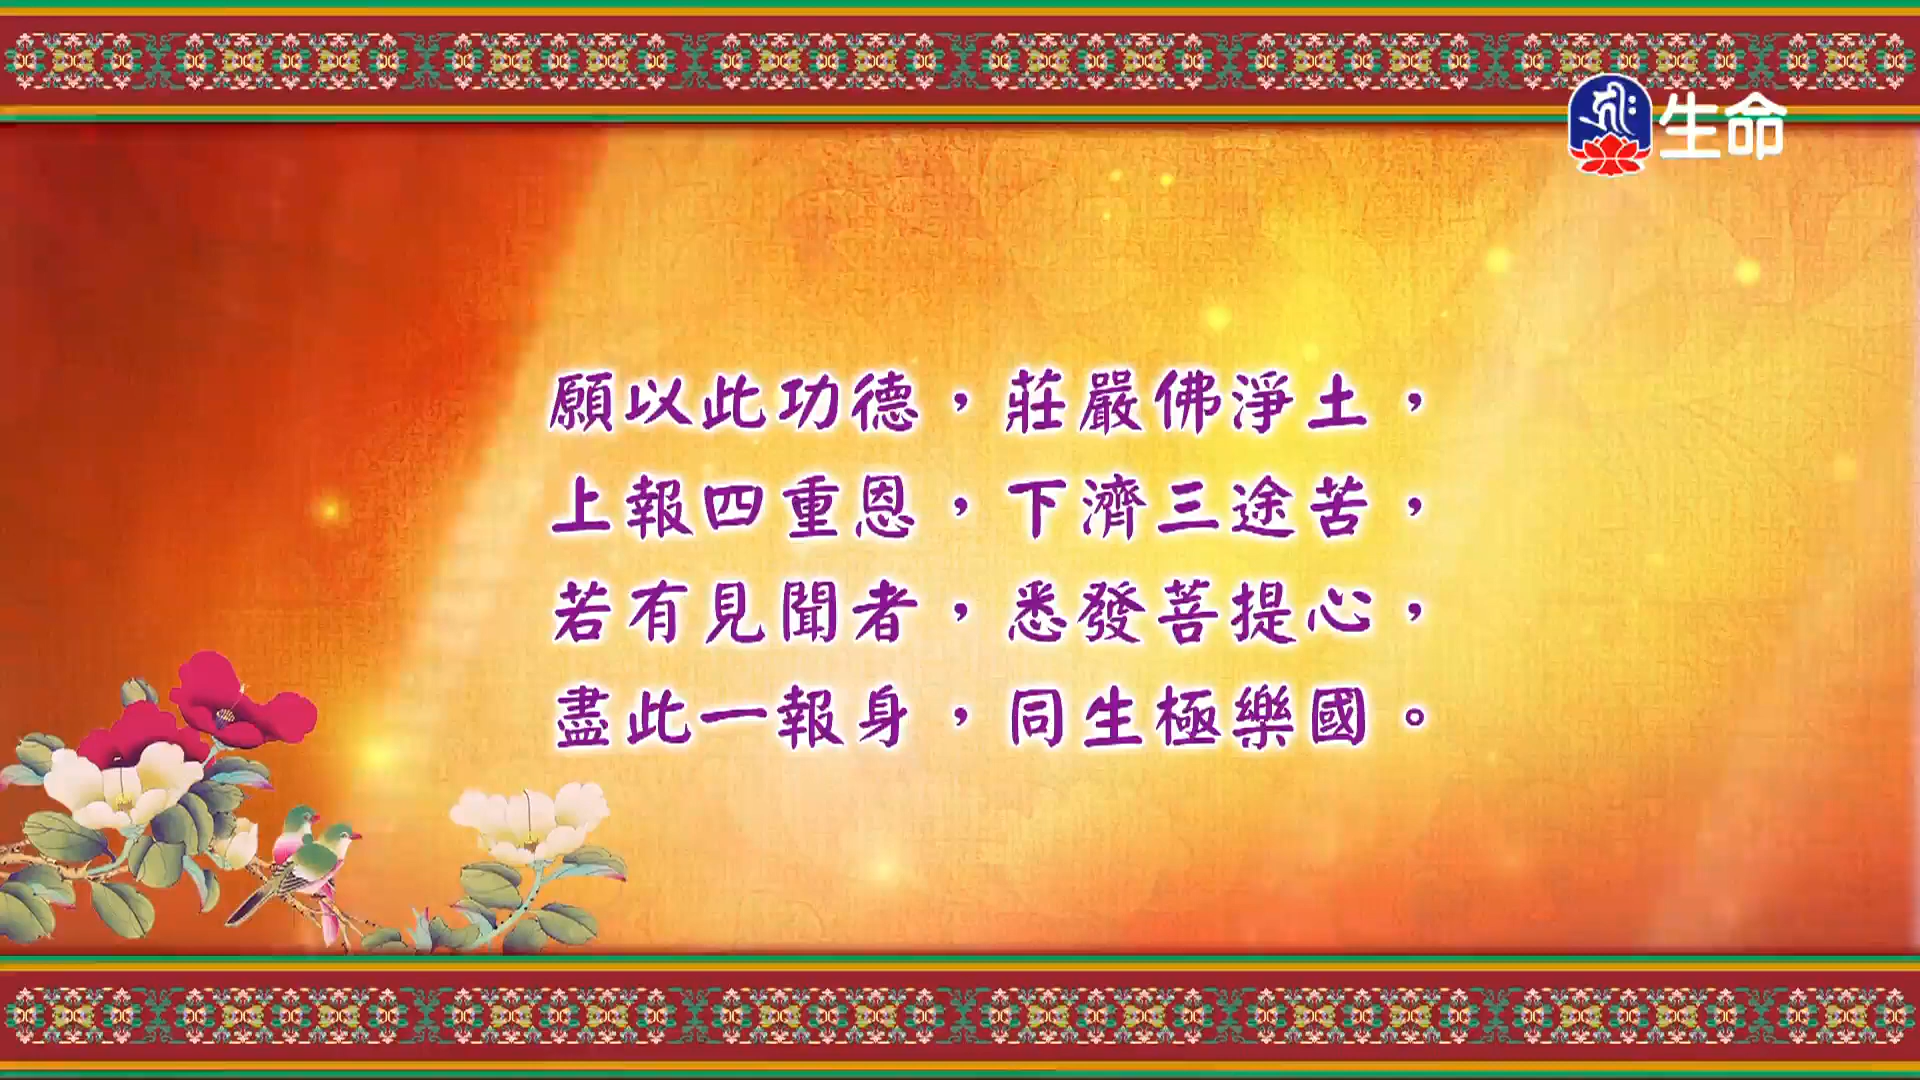 生命
願以此功德，莊嚴佛淨土，
上報四重恩，下濟三途苦，
若有見聞者，悉發菩提心，
盡此一報身，同生極樂國。